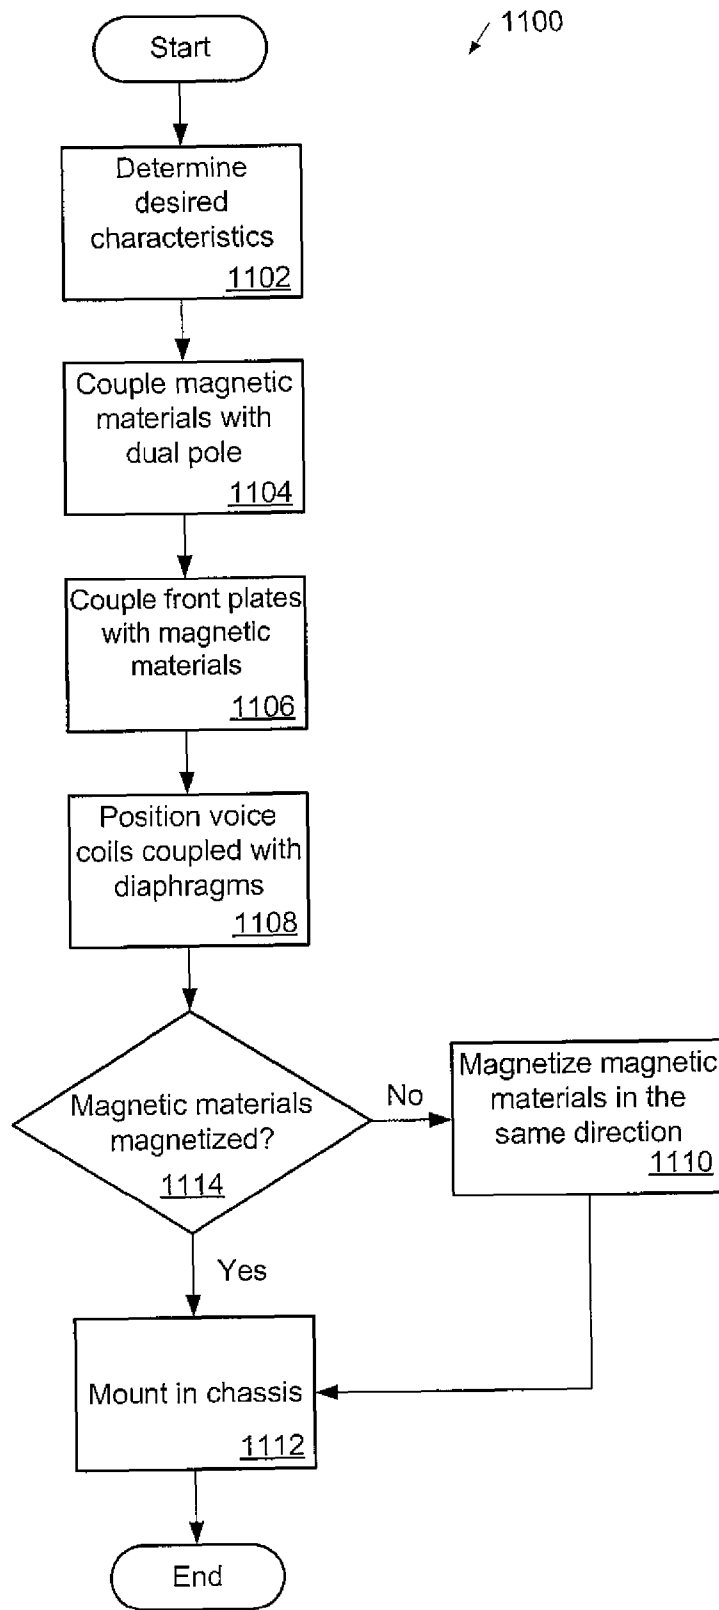 1100
Start
Determine
desired
characteristics
1102
Couple magnetic
materials with
dual pole
1104
Couple front plates
with magnetic
materials
1106
Position voice
coils coupled with
diaphragms
1108
Magnetic materials
magnetized?
1114
No
Magnetize magnetic
materials in the
same direction
1110
Yes
Mount in chassis
1112
End